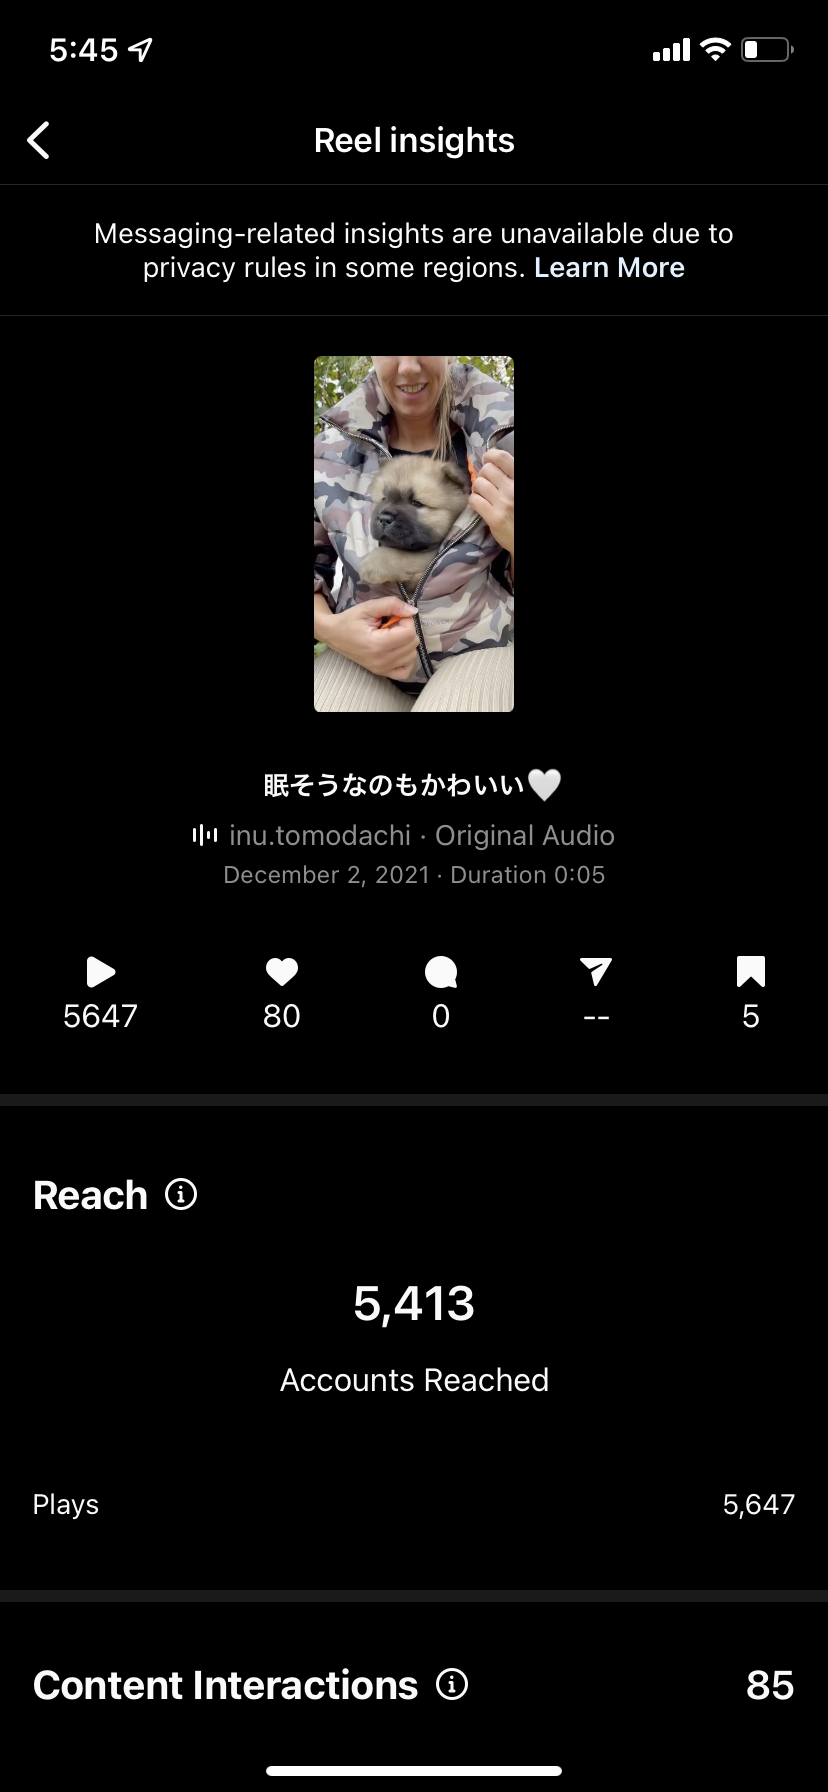 5:45
Reel insights
Messaging-related insights are unavailable due to
privacy rules in some regions. Learn More
眠そうなのもかわいい🤍
inu.tomodachi · Original Audio
December 2, 2021 · Duration 0:05
5647 80 0 -- 5
Reach
5,413
Accounts Reached
Plays 5,647
Content Interactions 85